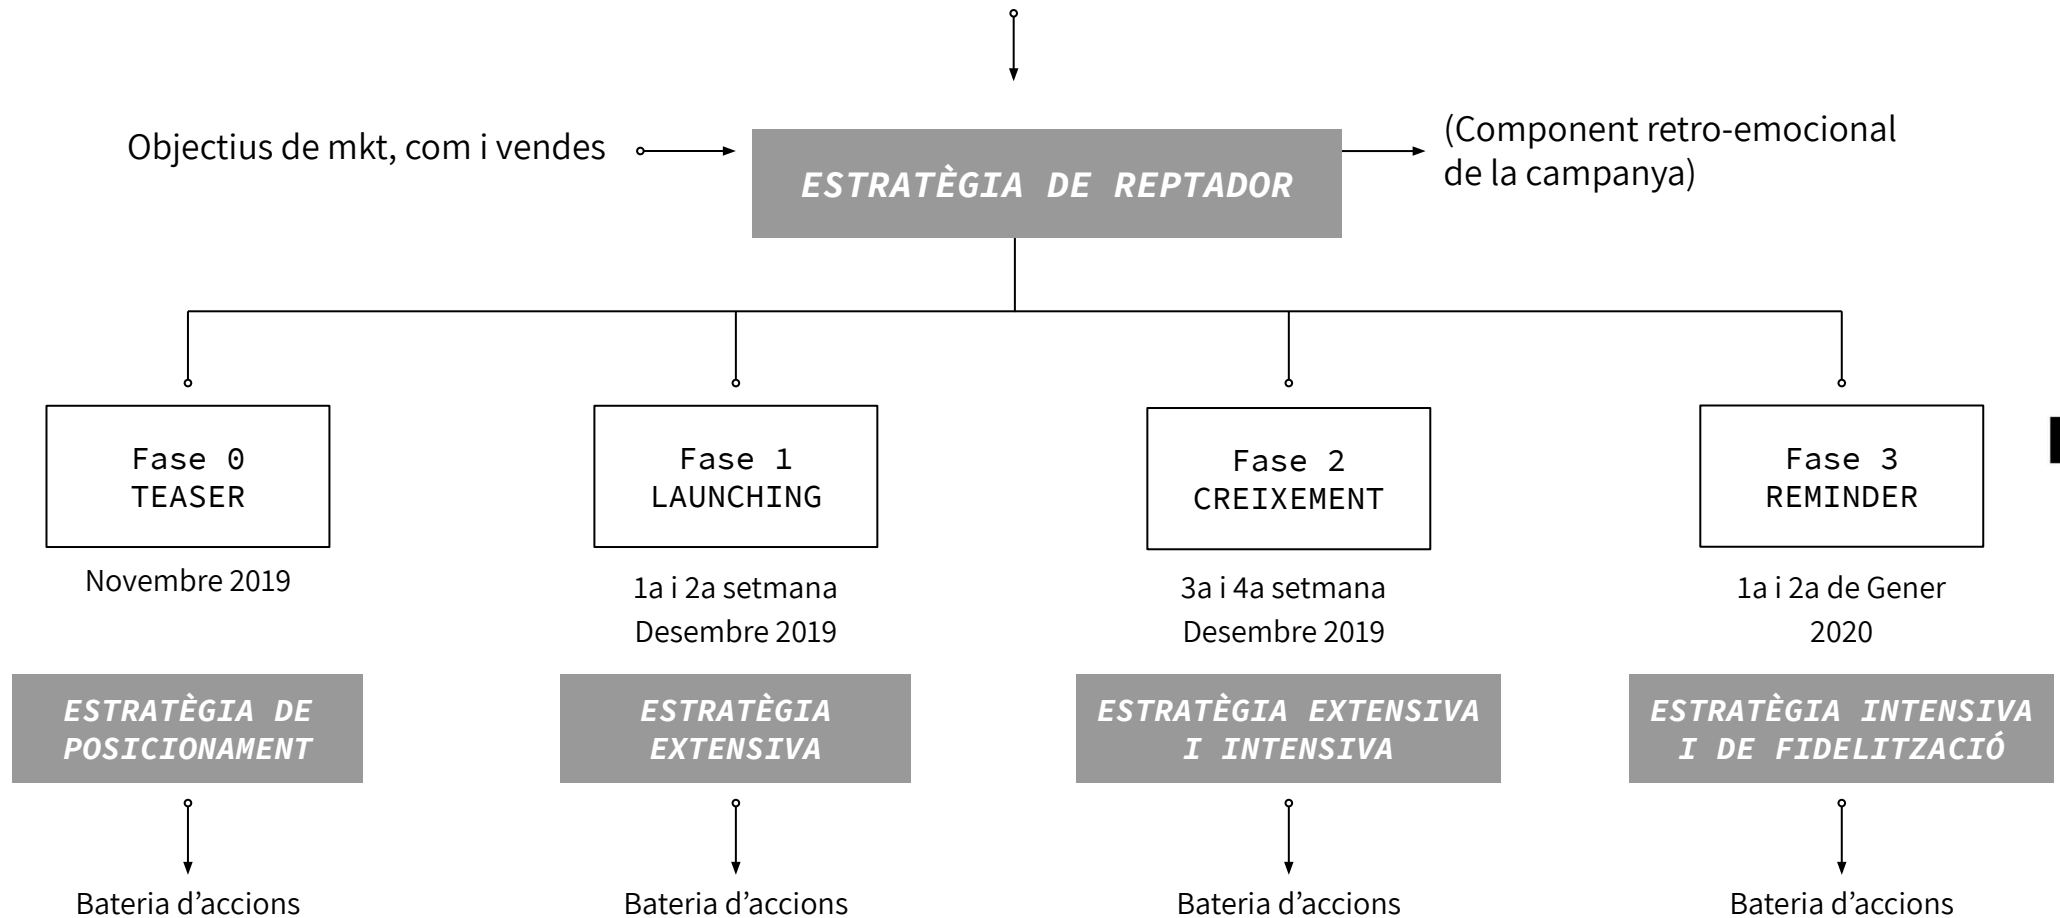 Objectius de mkt, com i vendes
ESTRATÈGIA DE REPTADOR
(Component retro-emocional
de la campanya)
Fase 0
TEASER
Novembre 2019
ESTRATÈGIA DE
POSICIONAMENT
Bateria d’accions
Fase 1
LAUNCHING
1a i 2a setmana
Desembre 2019
ESTRATÈGIA
EXTENSIVA
Bateria d’accions
Fase 2
CREIXEMENT
3a i 4a setmana
Desembre 2019
ESTRATÈGIA EXTENSIVA
I INTENSIVA
Bateria d’accions
Fase 3
REMINDER
1a i 2a de Gener
2020
ESTRATÈGIA INTENSIVA
I DE FIDELITZACIÓ
Bateria d’accions